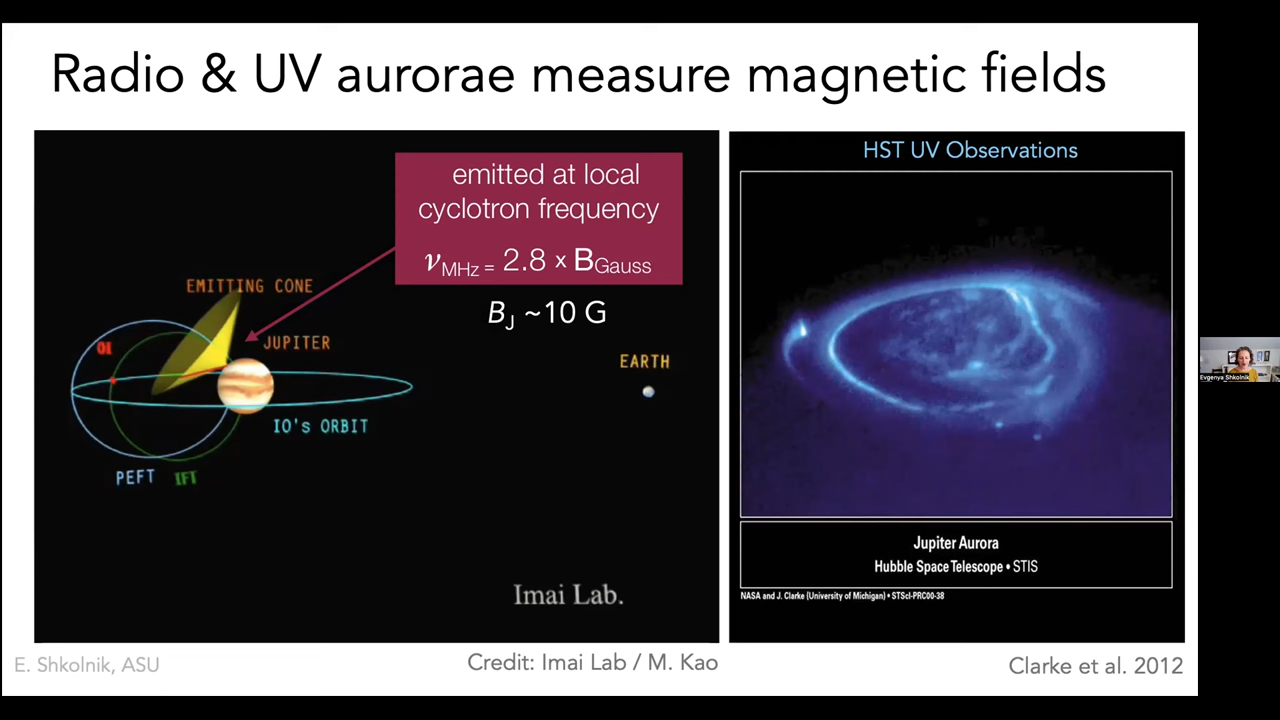 Radio & UV aurorae measure magnetic fields
emitted at local
cyclotron frequency
νMHz = 2.8 x BGauss
BJ ~10 G
EMITTING CONE
IO
JUPITER
EARTH
IO's ORBIT
PEFT IFT
Imai Lab.
HST UV Observations
Jupiter Aurora
Hubble Space Telescope • STIS
NASA and J. Clarke (University of Michigan) • STScI-PRC00-38
E. Shkolnik, ASU
Credit: Imai Lab / M. Kao
Clarke et al. 2012
Evgenya Shkolnik